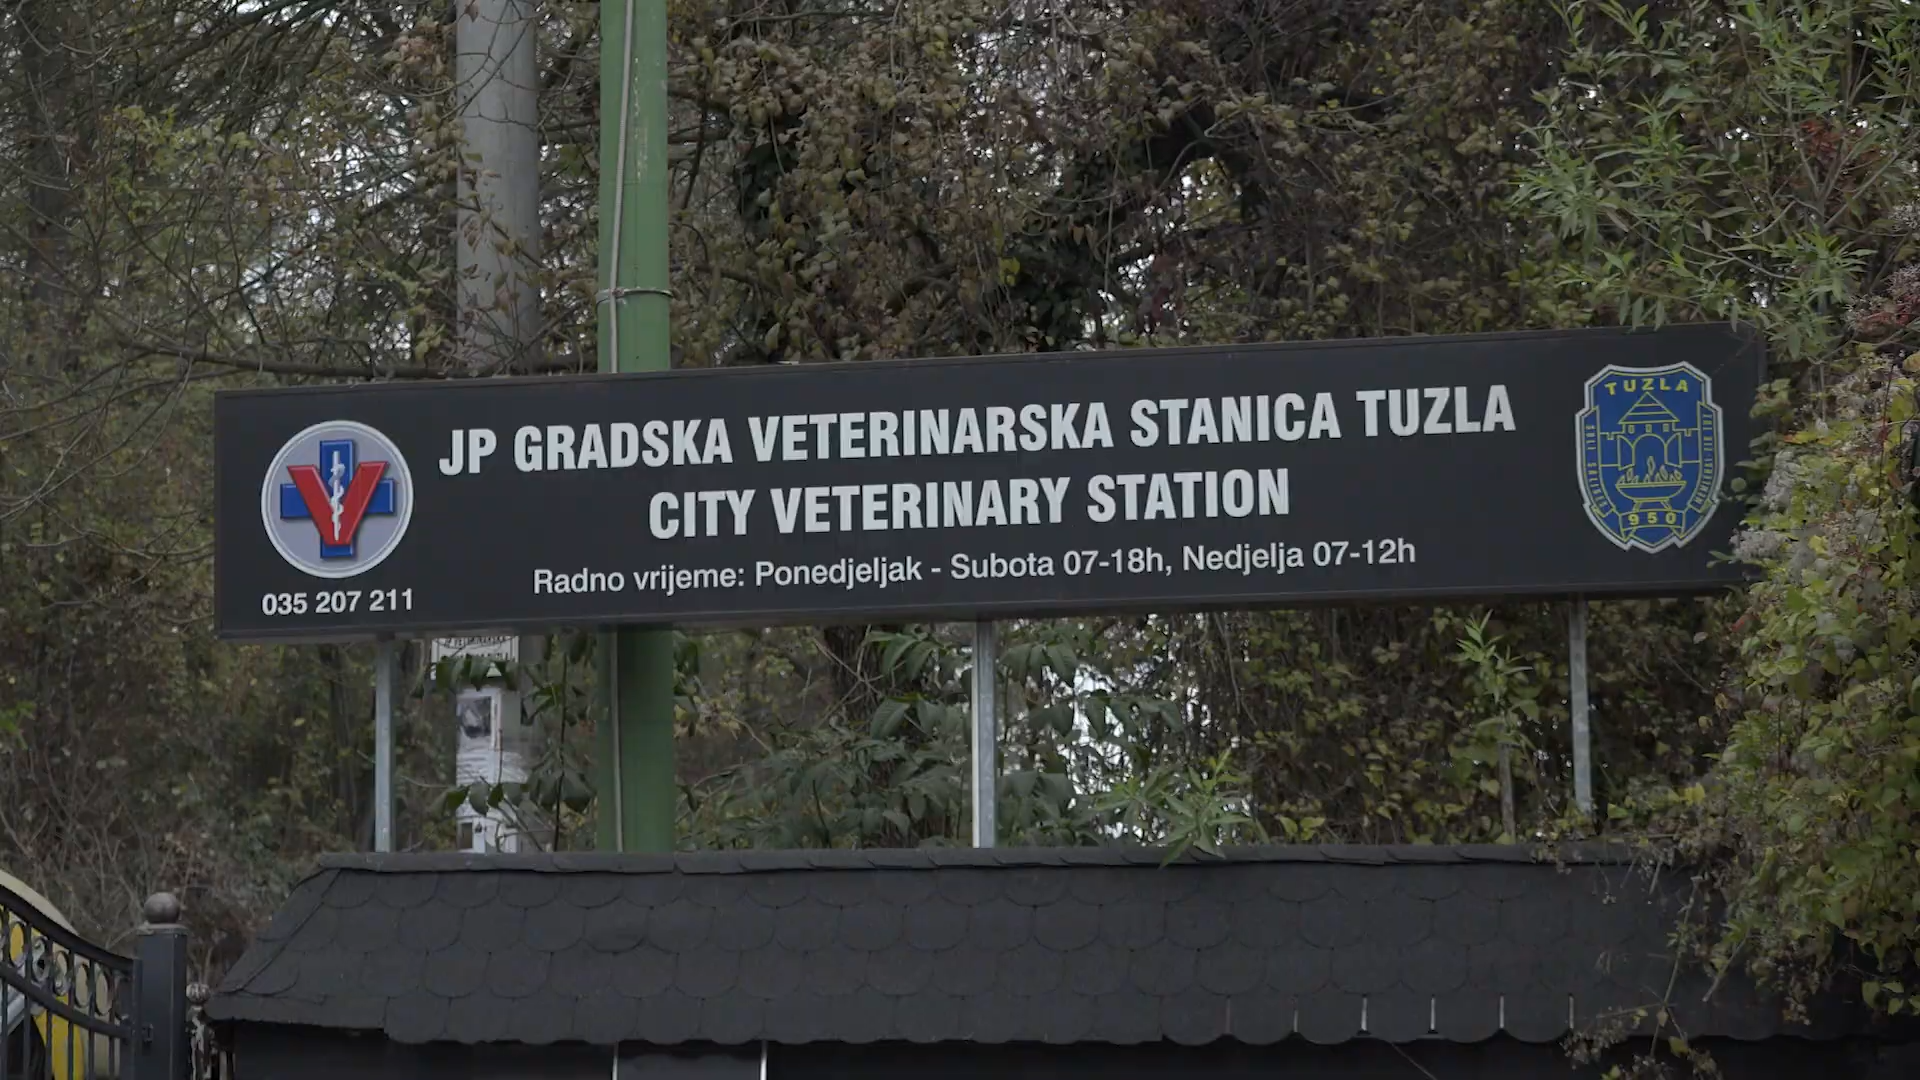 JP GRADSKA VETERINARSKA STANICA TUZLA
CITY VETERINARY STATION
Radno vrijeme: Ponedjeljak - Subota 07-18h, Nedjelja 07-12h
V
035 207 211
TUZLA
950